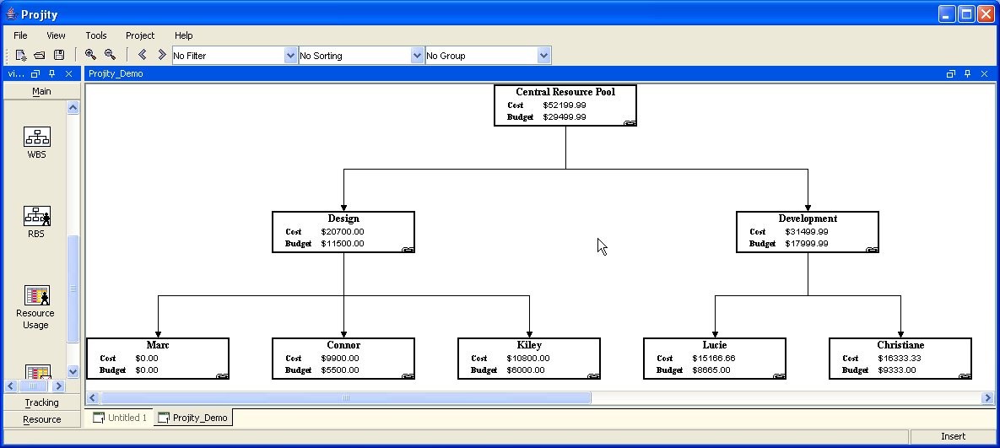 Projity
File View Tools Project Help
No Filter No Sorting No Group
vi... Projity_Demo
Main
WBS
RBS
Resource
Usage
Tracking
Resource
Central Resource Pool
Cost $52199.99
Budget $29499.99
Design
Cost $20700.00
Budget $11500.00
Development
Cost $31499.99
Budget $17999.99
Marc
Cost $0.00
Budget $0.00
Connor
Cost $9900.00
Budget $5500.00
Kiley
Cost $10800.00
Budget $6000.00
Lucie
Cost $15166.66
Budget $8665.00
Christiane
Cost $16333.33
Budget $9333.00
Untitled 1 Projity_Demo
Insert